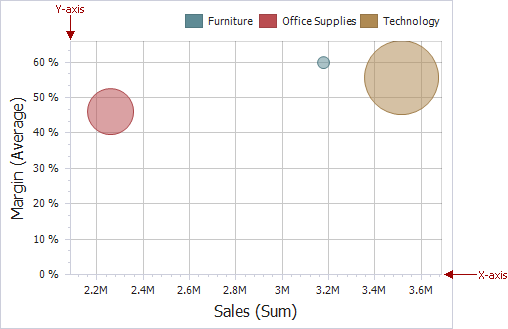 Y-axis
Furniture Office Supplies Technology
60 %
50 %
40 %
30 %
20 %
10 %
0 %
Margin (Average)
X-axis
2.2M 2.4M 2.6M 2.8M 3M 3.2M 3.4M 3.6M
Sales (Sum)